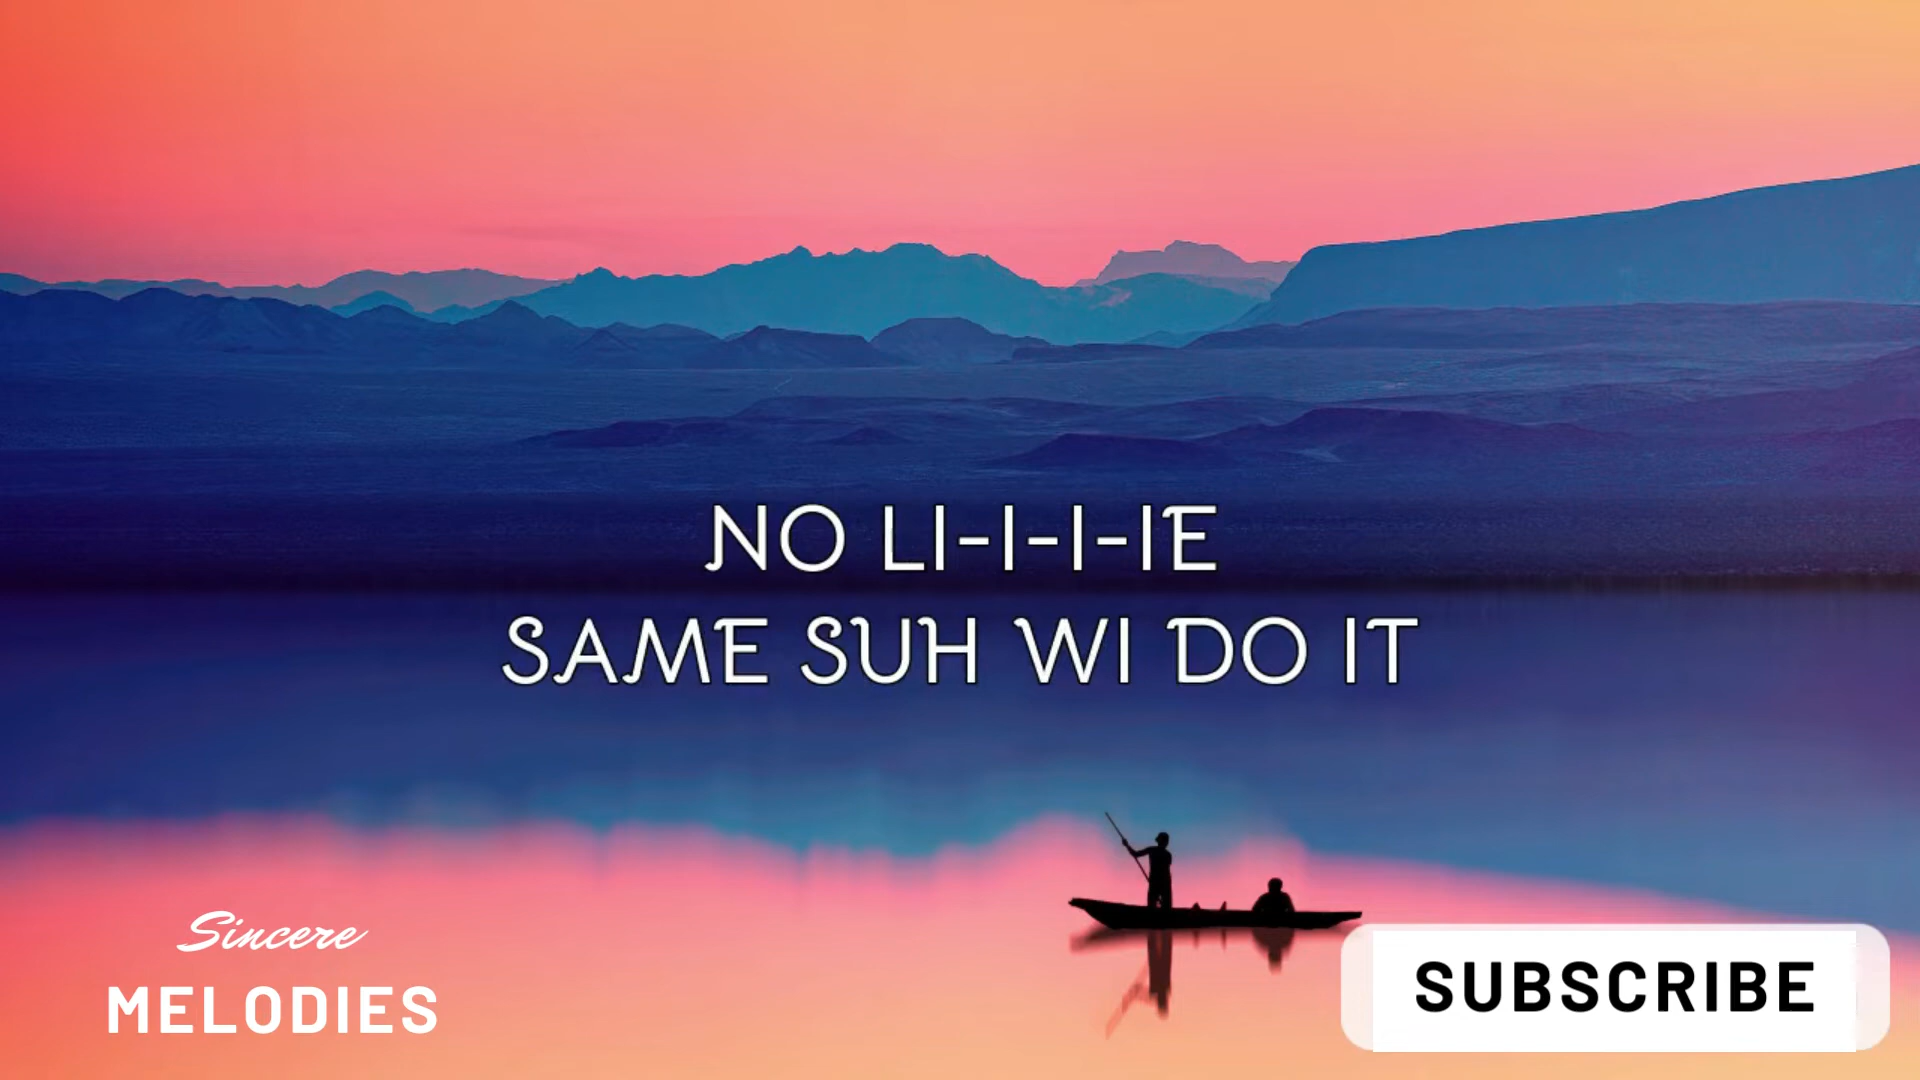 NO LI-I-I-IE
SAME SUH WI DO IT
Sincere
MELODIES
SUBSCRIBE